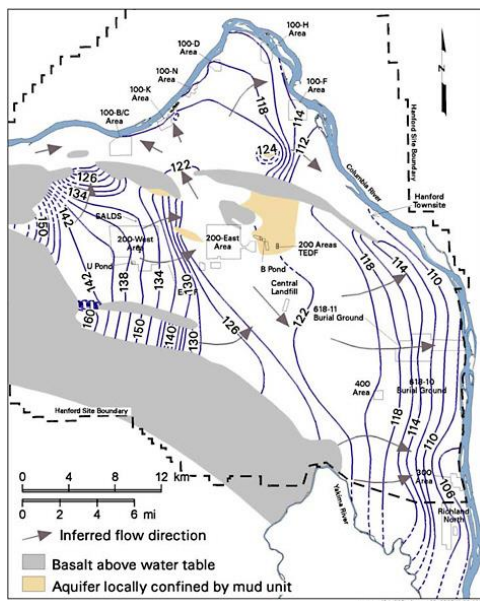 100-H
Area
100-D
Area
100-N
Area
100-K
Area
100-F
Area
100-B/C
Area
118
114
112
124
122
126
134
142
150
Hanford Site Boundary
Columbia River
Hanford
Townsite
SALDS
200-West
Area
200-East
Area
200 Areas
TEDF
U Pond
B Pond
142
138
134
130
Central
Landfill
118
114
110
122
126
618-11
Burial Ground
160
150
140
130
400
Area
618-10
Burial Ground
118
114
110
Hanford Site Boundary
300
Area
106
Richland
North
Yakima River
0 4 8 12
km
0 2 4 6 mi
Inferred flow direction
Basalt above water table
Aquifer locally confined by mud unit